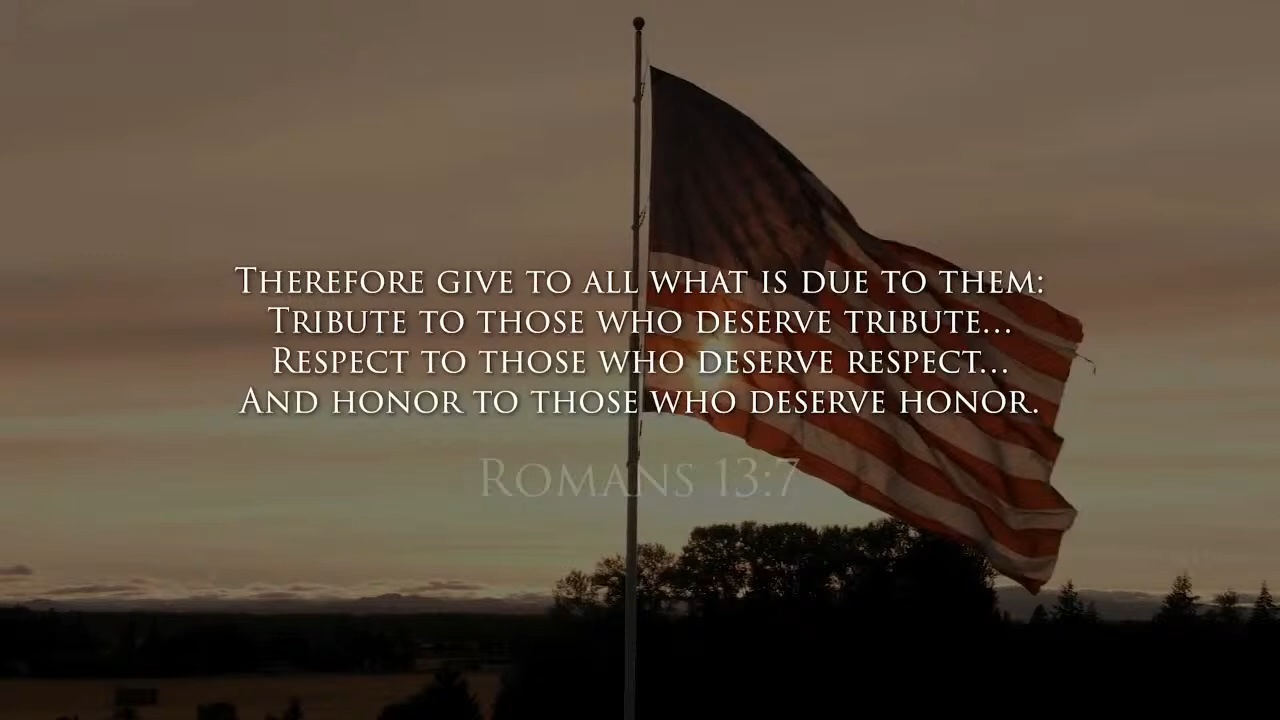 Therefore give to all what is due to them:
Tribute to those who deserve tribute...
Respect to those who deserve respect...
And honor to those who deserve honor.
Romans 13:7